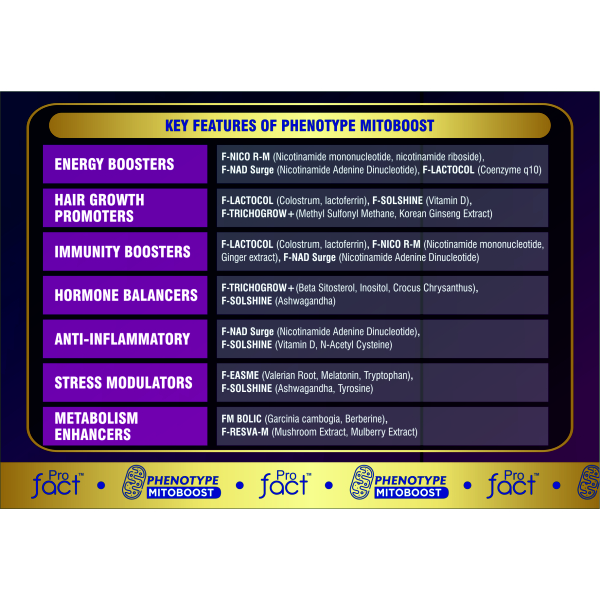 KEY FEATURES OF PHENOTYPE MITOBOOST
ENERGY BOOSTERS
F-NICO R-M (Nicotinamide mononucleotide, nicotinamide riboside),
F-NAD Surge (Nicotinamide Adenine Dinucleotide), F-LACTOCOL (Coenzyme q10)
HAIR GROWTH
PROMOTERS
F-LACTOCOL (Colostrum, lactoferrin), F-SOLSHINE (Vitamin D),
F-TRICHOGROW+(Methyl Sulfonyl Methane, Korean Ginseng Extract)
IMMUNITY BOOSTERS
F-LACTOCOL (Colostrum, lactoferrin), F-NICO R-M (Nicotinamide mononucleotide,
Ginger extract), F-NAD Surge (Nicotinamide Adenine Dinucleotide)
HORMONE BALANCERS
F-TRICHOGROW+(Beta Sitosterol, Inositol, Crocus Chrysanthus),
F-SOLSHINE (Ashwagandha)
ANTI-INFLAMMATORY
F-NAD Surge (Nicotinamide Adenine Dinucleotide),
F-SOLSHINE (Vitamin D, N-Acetyl Cysteine)
STRESS MODULATORS
F-EASME (Valerian Root, Melatonin, Tryptophan),
F-SOLSHINE (Ashwagandha, Tyrosine)
METABOLISM
ENHANCERS
FM BOLIC (Garcinia cambogia, Berberine),
F-RESVA-M (Mushroom Extract, Mulberry Extract)
Pro
fact™ • PHENOTYPE
MITOBOOST • Pro
fact™ • PHENOTYPE
MITOBOOST • Pro
fact™ •